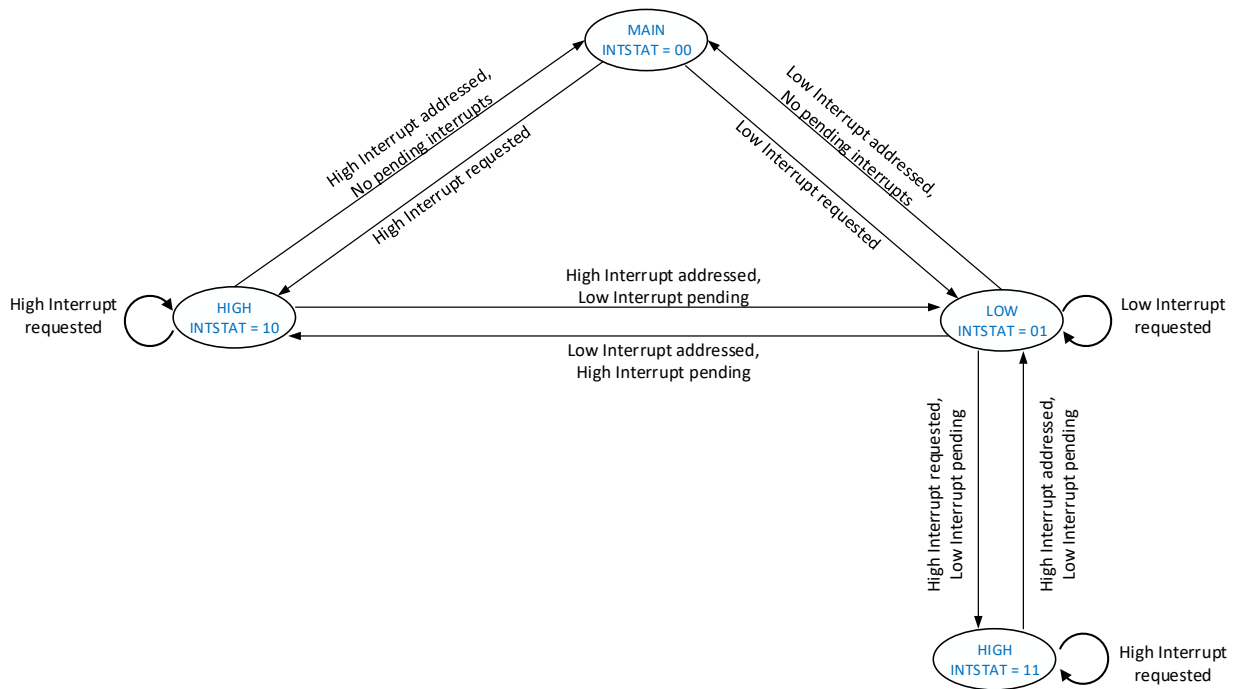 MAIN
INTSTAT = 00
High Interrupt addressed,
No pending interrupts
High Interrupt requested
Low Interrupt requested
Low Interrupt addressed,
No pending interrupts
High Interrupt
requested
HIGH
INTSTAT = 10
High Interrupt addressed,
Low Interrupt pending
Low Interrupt addressed,
High Interrupt pending
LOW
INTSTAT = 01
Low Interrupt
requested
High Interrupt requested,
Low Interrupt pending
High Interrupt addressed,
Low Interrupt pending
HIGH
INTSTAT = 11
High Interrupt
requested